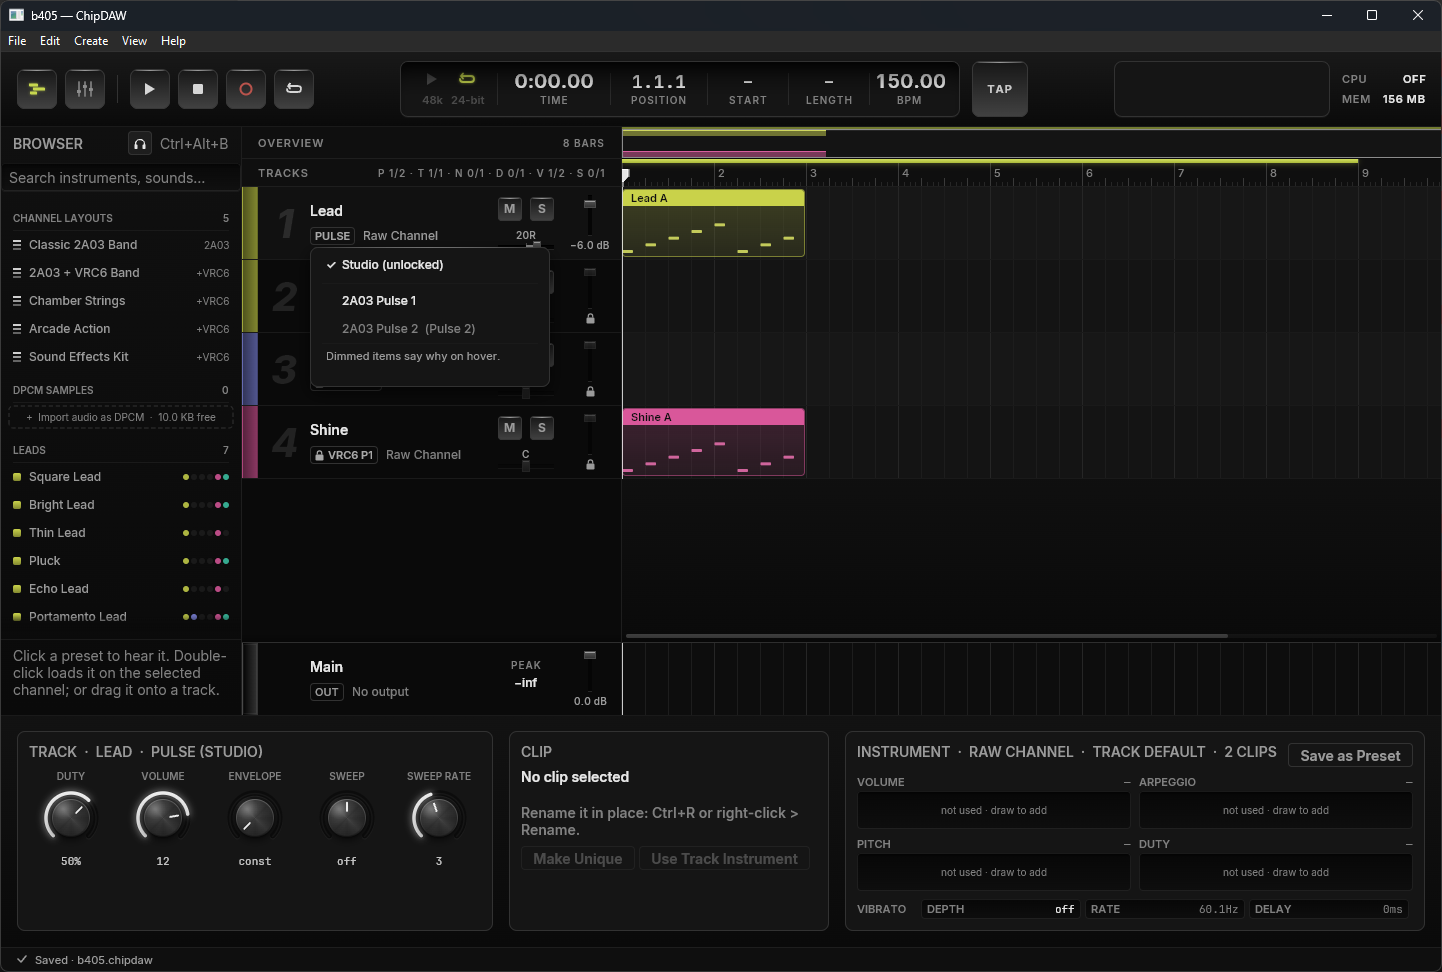 b405 — ChipDAW
File Edit Create View Help
48k 24-bit
0:00.00 TIME
1.1.1 POSITION
– START
– LENGTH
150.00 BPM
TAP
CPU OFF
MEM 156 MB
BROWSER Ctrl+Alt+B
Search instruments, sounds...
CHANNEL LAYOUTS 5
Classic 2A03 Band 2A03
2A03 + VRC6 Band +VRC6
Chamber Strings +VRC6
Arcade Action +VRC6
Sound Effects Kit +VRC6
DPCM SAMPLES 0
+ Import audio as DPCM · 10.0 KB free
LEADS 7
Square Lead
Bright Lead
Thin Lead
Pluck
Echo Lead
Portamento Lead
Click a preset to hear it. Double-
click loads it on the selected
channel; or drag it onto a track.
OVERVIEW 8 BARS
TRACKS P 1/2 · T 1/1 · N 0/1 · D 0/1 · V 1/2 · S 0/1
2 3 4 5 6 7 8 9
1 Lead M S
PULSE Raw Channel 20R –6.0 dB
Lead A
Studio (unlocked)
2A03 Pulse 1
2A03 Pulse 2 (Pulse 2)
Dimmed items say why on hover.
2
3
4 Shine M S
VRC6 P1 Raw Channel C
Shine A
Main PEAK
–inf
OUT No output 0.0 dB
TRACK · LEAD · PULSE (STUDIO)
DUTY VOLUME ENVELOPE SWEEP SWEEP RATE
50% 12 const off 3
CLIP
No clip selected
Rename it in place: Ctrl+R or right-click >
Rename.
Make Unique Use Track Instrument
INSTRUMENT · RAW CHANNEL · TRACK DEFAULT · 2 CLIPS Save as Preset
VOLUME – ARPEGGIO –
not used · draw to add not used · draw to add
PITCH – DUTY –
not used · draw to add not used · draw to add
VIBRATO DEPTH off RATE 60.1Hz DELAY 0ms
Saved · b405.chipdaw